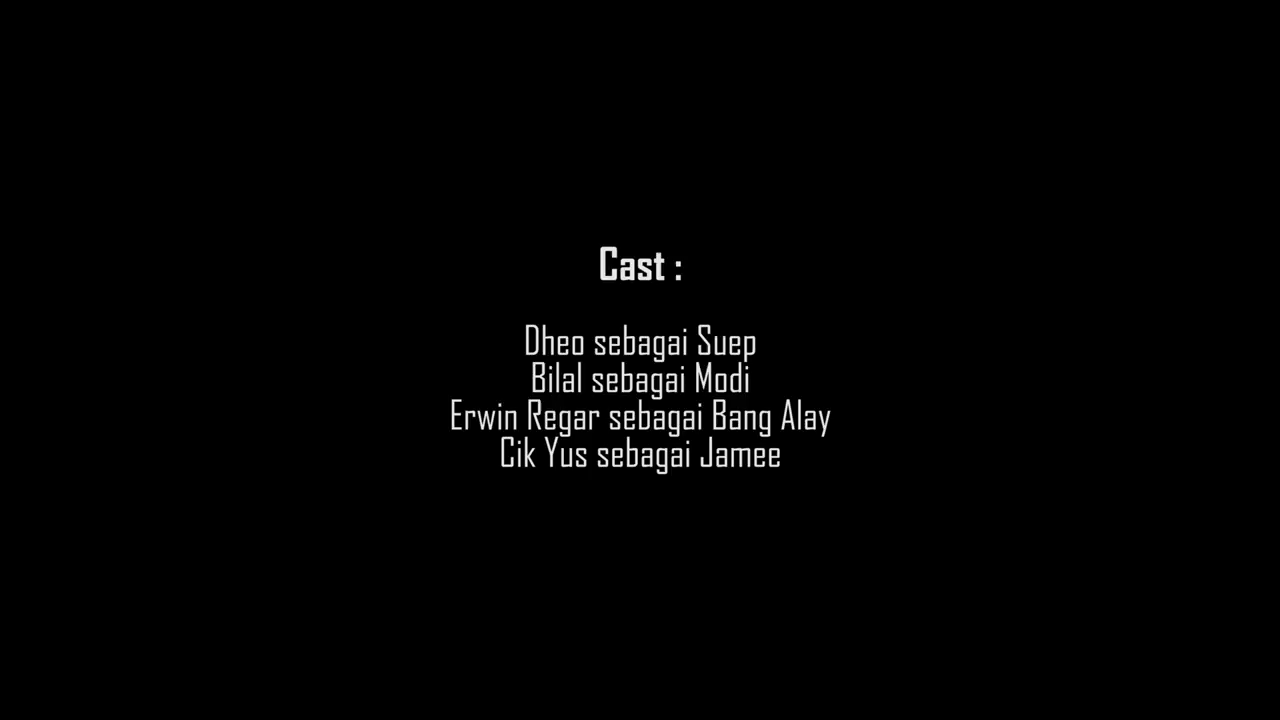 Cast :
Dheo sebagai Suep
Bilal sebagai Modi
Erwin Regar sebagai Bang Alay
Cik Yus sebagai Jamee